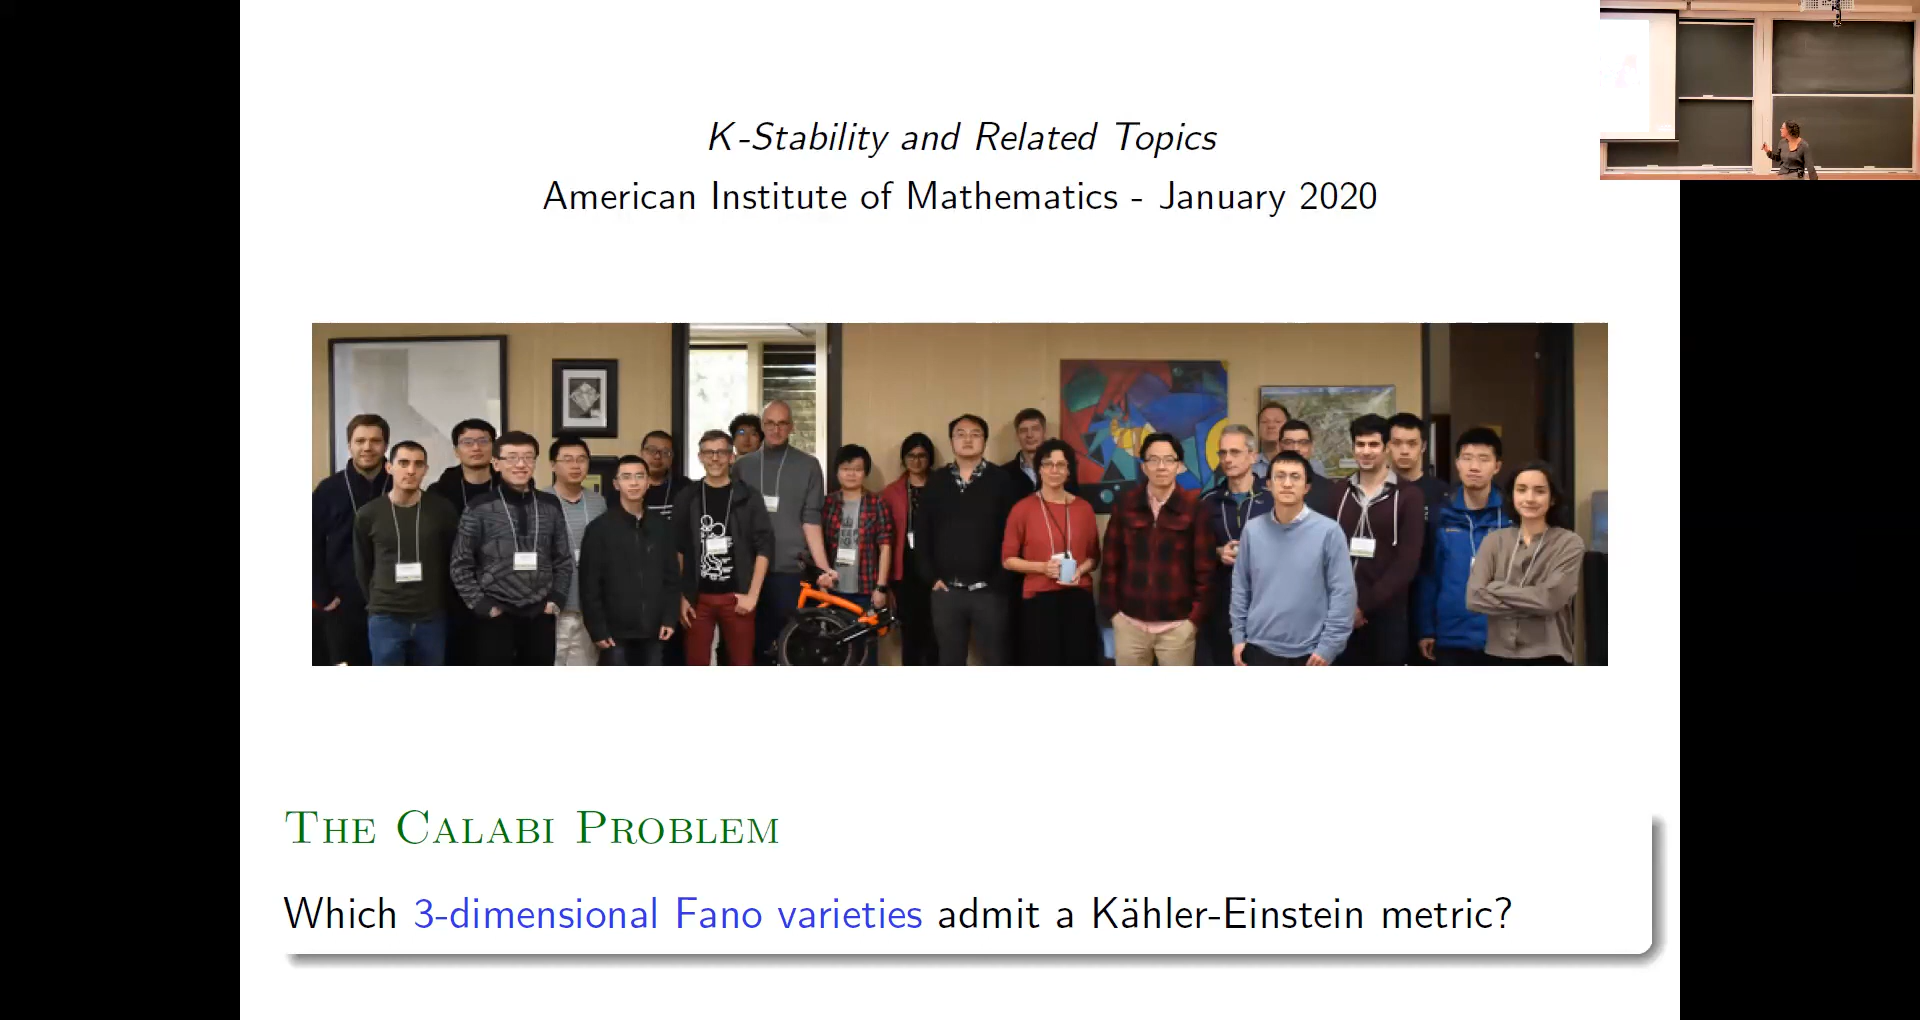 K-Stability and Related Topics
American Institute of Mathematics - January 2020
The Calabi Problem
Which 3-dimensional Fano varieties admit a Kähler-Einstein metric?